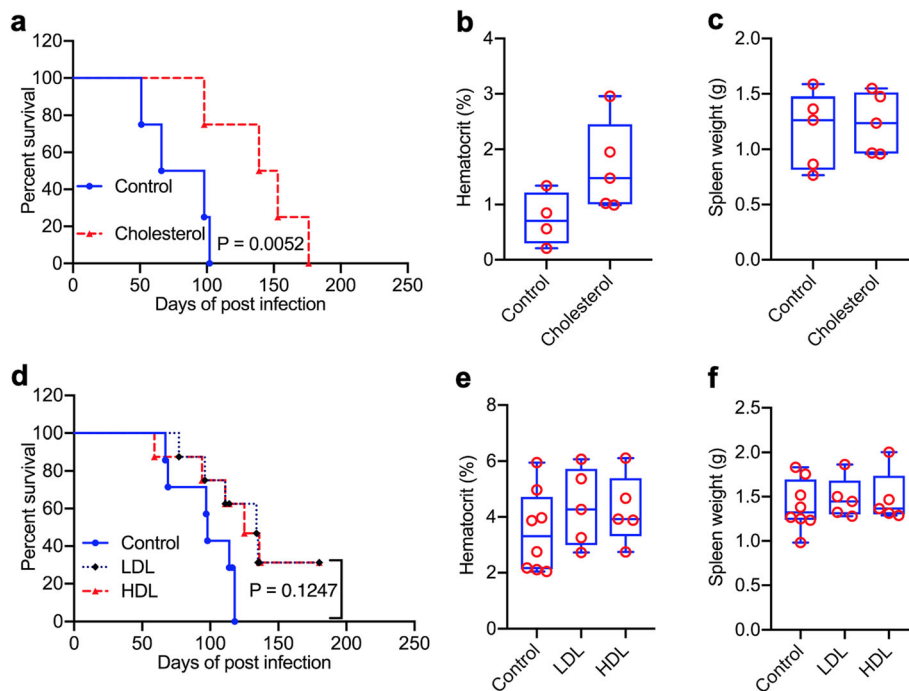 a
120
100
80
60
40
20
0
Percent survival
Control
Cholesterol
P = 0.0052
0 50 100 150 200 250
Days of post infection
b
4
3
2
1
0
Hematocrit (%)
Control
Cholesterol
c
2.0
1.5
1.0
0.5
0.0
Spleen weight (g)
Control
Cholesterol
d
120
100
80
60
40
20
0
Percent survival
Control
LDL
HDL
P = 0.1247
0 50 100 150 200 250
Days of post infection
e
8
6
4
2
0
Hematocrit (%)
Control
LDL
HDL
f
2.5
2.0
1.5
1.0
0.5
0.0
Spleen weight (g)
Control
LDL
HDL